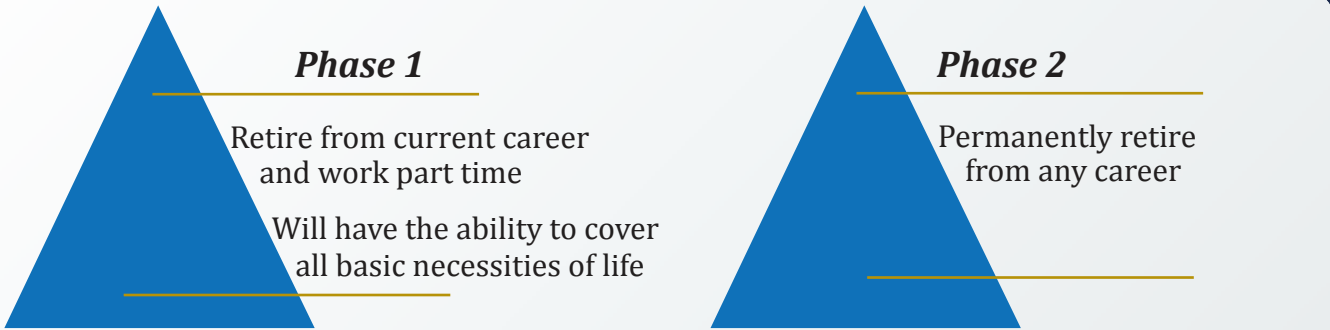 Phase 1
Retire from current career
and work part time
Will have the ability to cover
all basic necessities of life
Phase 2
Permanently retire
from any career